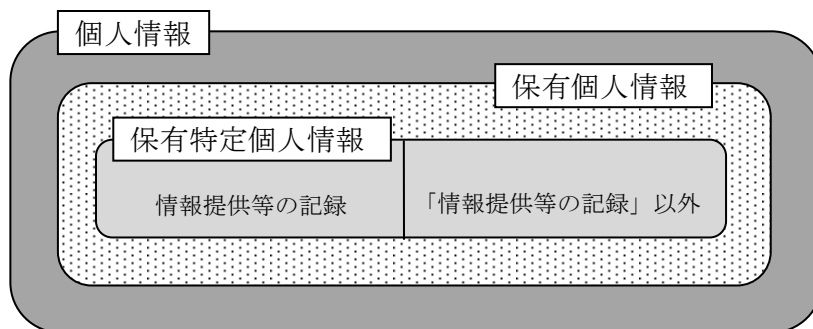 個人情報
保有個人情報
保有特定個人情報
情報提供等の記録
「情報提供等の記録」以外